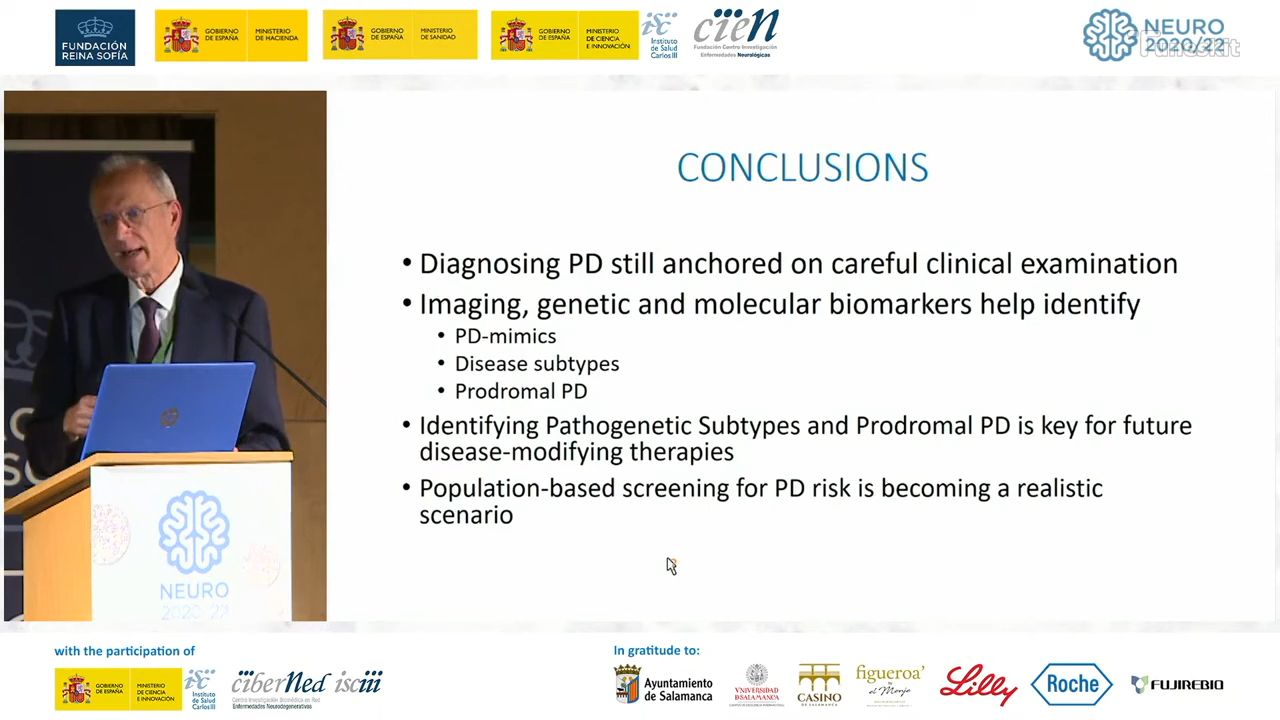 FUNDACIÓN
REINA SOFÍA
GOBIERNO
DE ESPAÑA
MINISTERIO
DE HACIENDA
GOBIERNO
DE ESPAÑA
MINISTERIO
DE SANIDAD
GOBIERNO
DE ESPAÑA
MINISTERIO
DE CIENCIA
E INNOVACIÓN
isc
Instituto
de Salud
Carlos III
cien
Fundación Centro Investigación
Enfermedades Neurológicas
NEURO
2020/22
CONCLUSIONS
• Diagnosing PD still anchored on careful clinical examination
• Imaging, genetic and molecular biomarkers help identify
• PD-mimics
• Disease subtypes
• Prodromal PD
• Identifying Pathogenetic Subtypes and Prodromal PD is key for future
disease-modifying therapies
• Population-based screening for PD risk is becoming a realistic
scenario
NEURO
2020/22
with the participation of
In gratitude to:
GOBIERNO
DE ESPAÑA
MINISTERIO
DE CIENCIA
E INNOVACIÓN
isc
Instituto
de Salud
Carlos III
ciberNed isciii
Centro Investigación Biomédica en Red
Enfermedades Neurodegenerativas
Ayuntamiento
de Salamanca
VNIVERSIDAD
DSALAMANCA
CASINO
DE SALAMANCA
figueroa'
el Monje
Lilly
Roche
FUJIREBIO